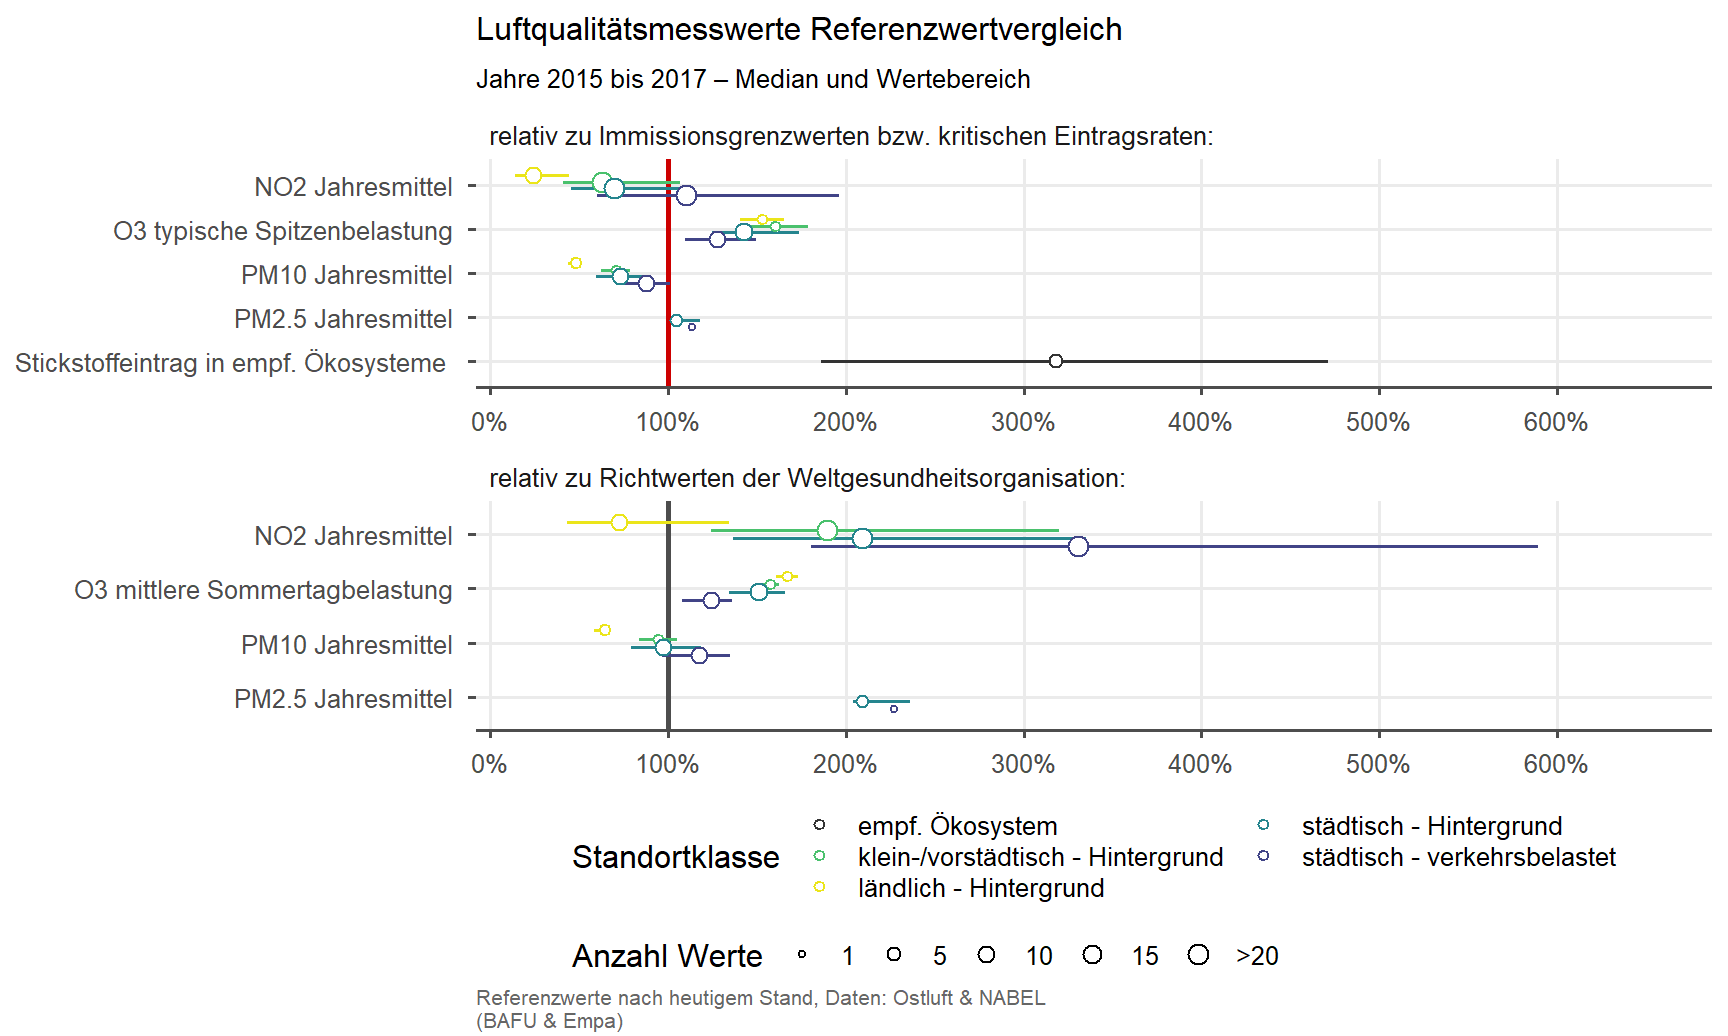 Luftqualitätsmesswerte Referenzwertvergleich
Jahre 2015 bis 2017 – Median und Wertebereich
relativ zu Immissionsgrenzwerten bzw. kritischen Eintragsraten:
NO2 Jahresmittel
O3 typische Spitzenbelastung
PM10 Jahresmittel
PM2.5 Jahresmittel
Stickstoffeintrag in empf. Ökosysteme
0% 100% 200% 300% 400% 500% 600%
relativ zu Richtwerten der Weltgesundheitsorganisation:
NO2 Jahresmittel
O3 mittlere Sommertagbelastung
PM10 Jahresmittel
PM2.5 Jahresmittel
0% 100% 200% 300% 400% 500% 600%
Standortklasse
empf. Ökosystem
klein-/vorstädtisch - Hintergrund
ländlich - Hintergrund
städtisch - Hintergrund
städtisch - verkehrsbelastet
Anzahl Werte 1 5 10 15 >20
Referenzwerte nach heutigem Stand, Daten: Ostluft & NABEL
(BAFU & Empa)